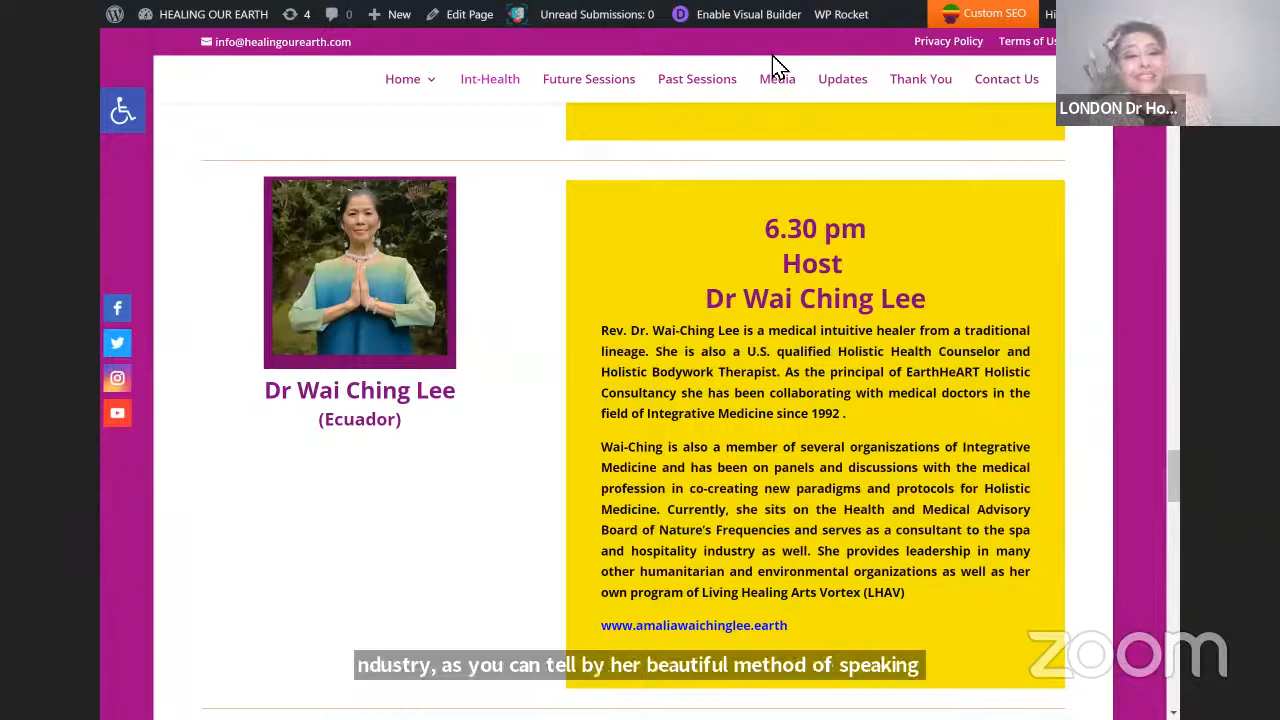 HEALING OUR EARTH 4 0 New Edit Page Unread Submissions: 0 Enable Visual Builder WP Rocket Custom SEO Hi
info@healingourearth.com Privacy Policy Terms of Us
Home Int-Health Future Sessions Past Sessions Media Updates Thank You Contact Us
LONDON Dr Ho...
Dr Wai Ching Lee
(Ecuador)
6.30 pm
Host
Dr Wai Ching Lee
Rev. Dr. Wai-Ching Lee is a medical intuitive healer from a traditional
lineage. She is also a U.S. qualified Holistic Health Counselor and
Holistic Bodywork Therapist. As the principal of EarthHeART Holistic
Consultancy she has been collaborating with medical doctors in the
field of Integrative Medicine since 1992 .
Wai-Ching is also a member of several organiszations of Integrative
Medicine and has been on panels and discussions with the medical
profession in co-creating new paradigms and protocols for Holistic
Medicine. Currently, she sits on the Health and Medical Advisory
Board of Nature's Frequencies and serves as a consultant to the spa
and hospitality industry as well. She provides leadership in many
other humanitarian and environmental organizations as well as her
own program of Living Healing Arts Vortex (LHAV)
www.amaliawaichinglee.earth
ndustry, as you can tell by her beautiful method of speaking
zoom